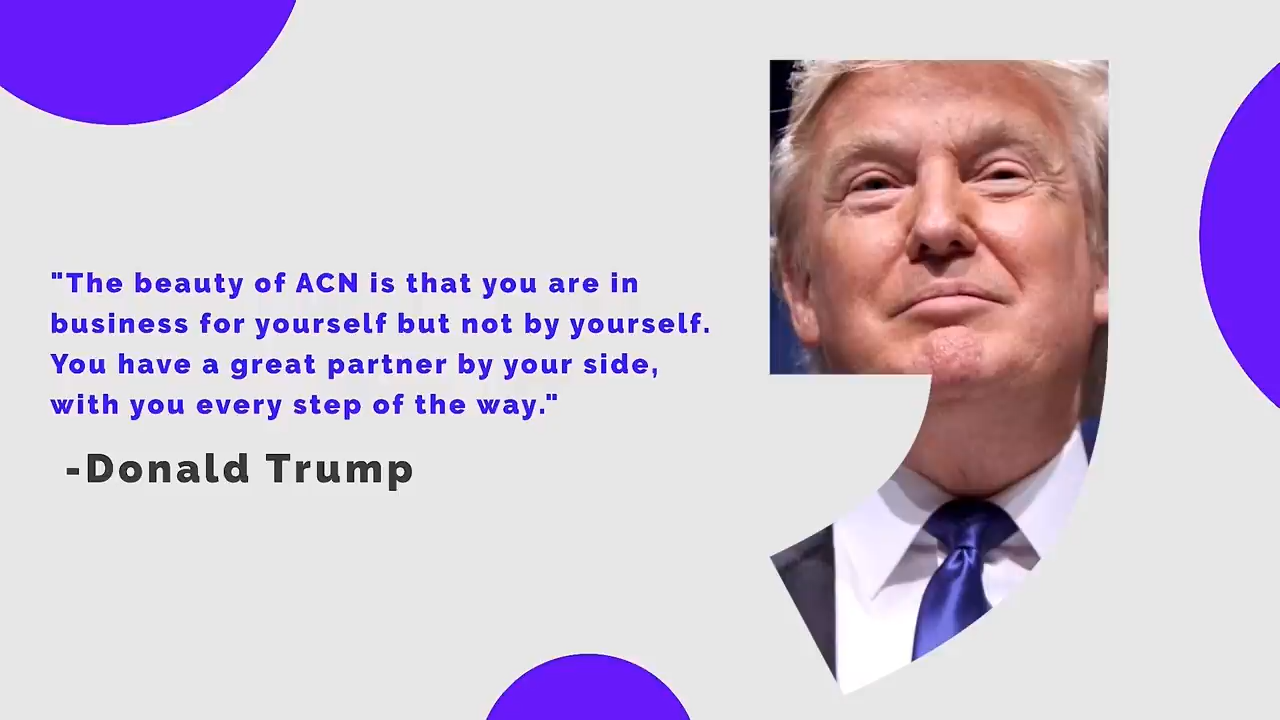 "The beauty of ACN is that you are in
business for yourself but not by yourself.
You have a great partner by your side,
with you every step of the way."
-Donald Trump